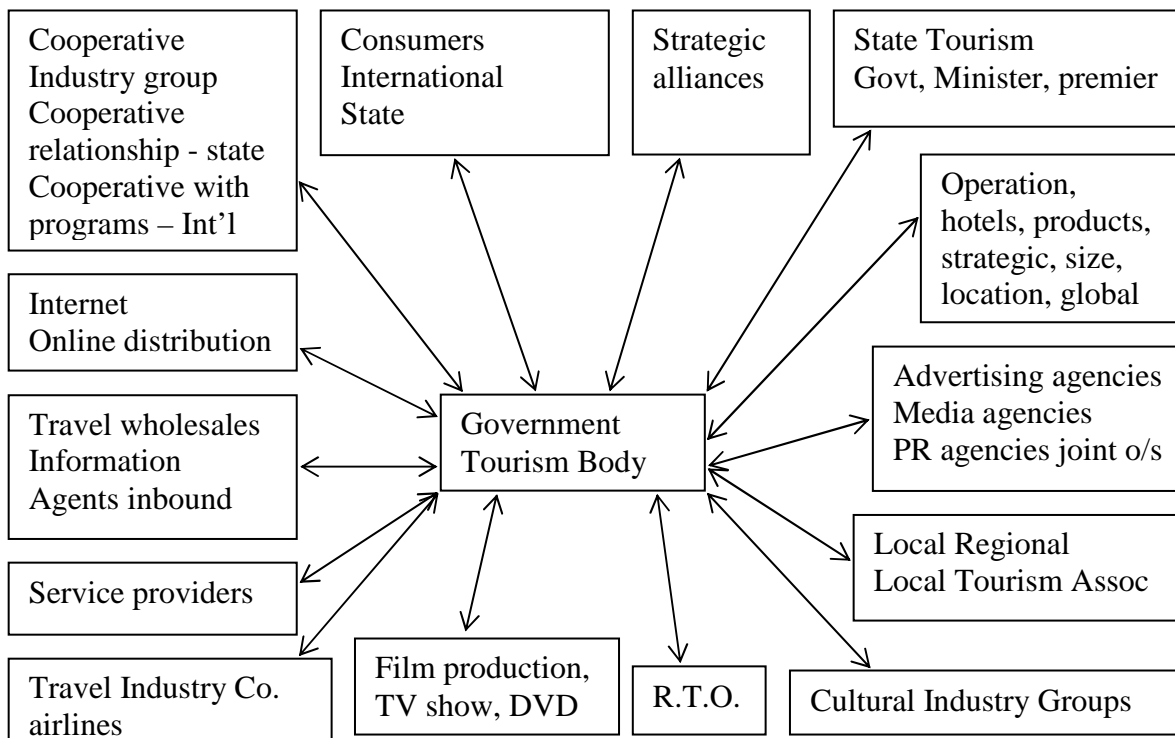 Cooperative
Industry group
Cooperative
relationship - state
Cooperative with
programs – Int’l
Consumers
International
State
Strategic
alliances
State Tourism
Govt, Minister, premier
Operation,
hotels, products,
strategic, size,
location, global
Internet
Online distribution
Advertising agencies
Media agencies
PR agencies joint o/s
Government
Tourism Body
Travel wholesales
Information
Agents inbound
Local Regional
Local Tourism Assoc
Service providers
Travel Industry Co.
airlines
Film production,
TV show, DVD
R.T.O.
Cultural Industry Groups